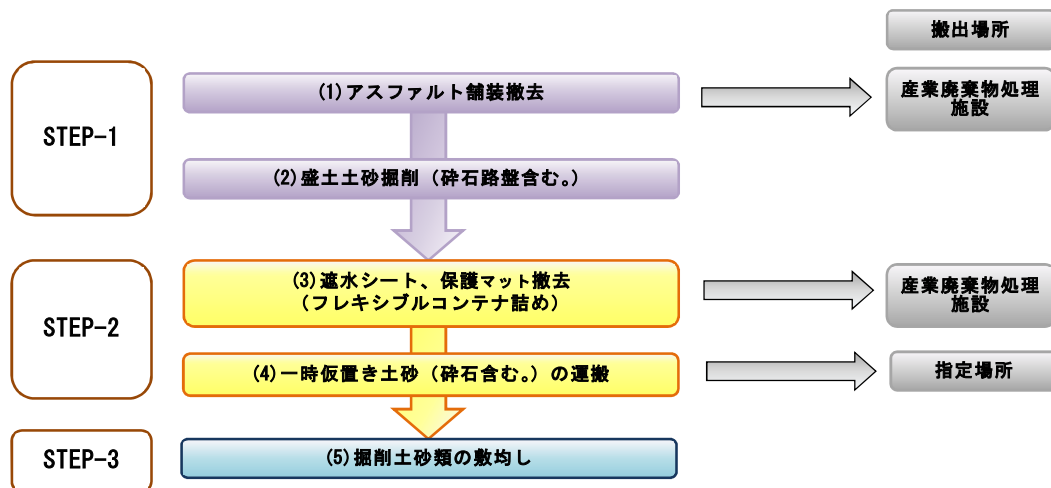 搬出場所
STEP-1
(1)アスファルト舗装撤去
産業廃棄物処理
施設
(2)盛土土砂掘削（砕石路盤含む。）
STEP-2
(3)遮水シート、保護マット撤去
（フレキシブルコンテナ詰め）
産業廃棄物処理
施設
(4)一時仮置き土砂（砕石含む。）の運搬
指定場所
STEP-3
(5)掘削土砂類の敷均し